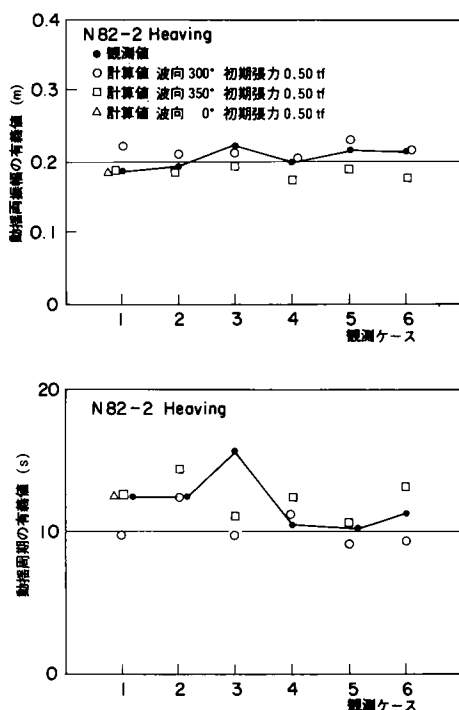 N82-2 Heaving
● 観測値
○ 計算値 波向 300° 初期張力 0.50 tf
□ 計算値 波向 350° 初期張力 0.50 tf
△ 計算値 波向 0° 初期張力 0.50 tf
動揺両振幅の有義値 (m)
0.4
0.3
0.2
0.1
0
1 2 3 4 5 6
観測ケース
N82-2 Heaving
動揺周期の有義値 (s)
20
10
0
1 2 3 4 5 6
観測ケース